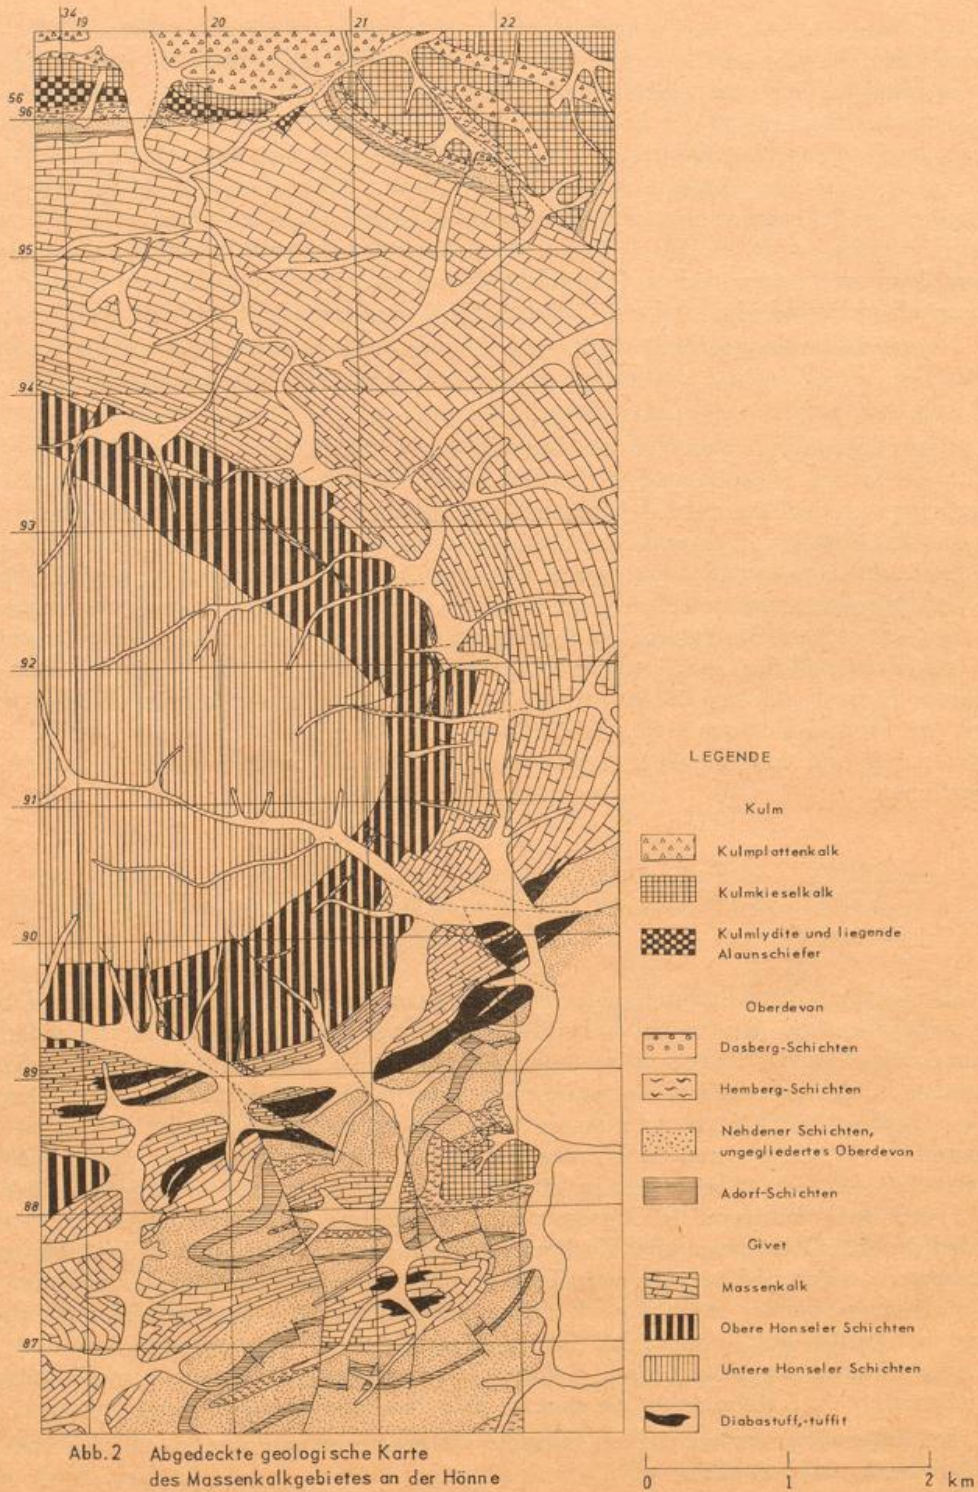 34
19 20 21 22
56
96
95
94
93
92
91
90
89
88
87
LEGENDE
Kulm
Kulmplattenkalk
Kulmkieselkalk
Kulmlydite und liegende
Alaunschiefer
Oberdevon
Dasberg-Schichten
Hemberg-Schichten
Nehdener Schichten,
ungegliedertes Oberdevon
Adorf-Schichten
Givet
Massenkalk
Obere Honseler Schichten
Untere Honseler Schichten
Diabastuff,-tuffit
Abb.2 Abgedeckte geologische Karte
des Massenkalkgebietes an der Hönne
0 1 2 km